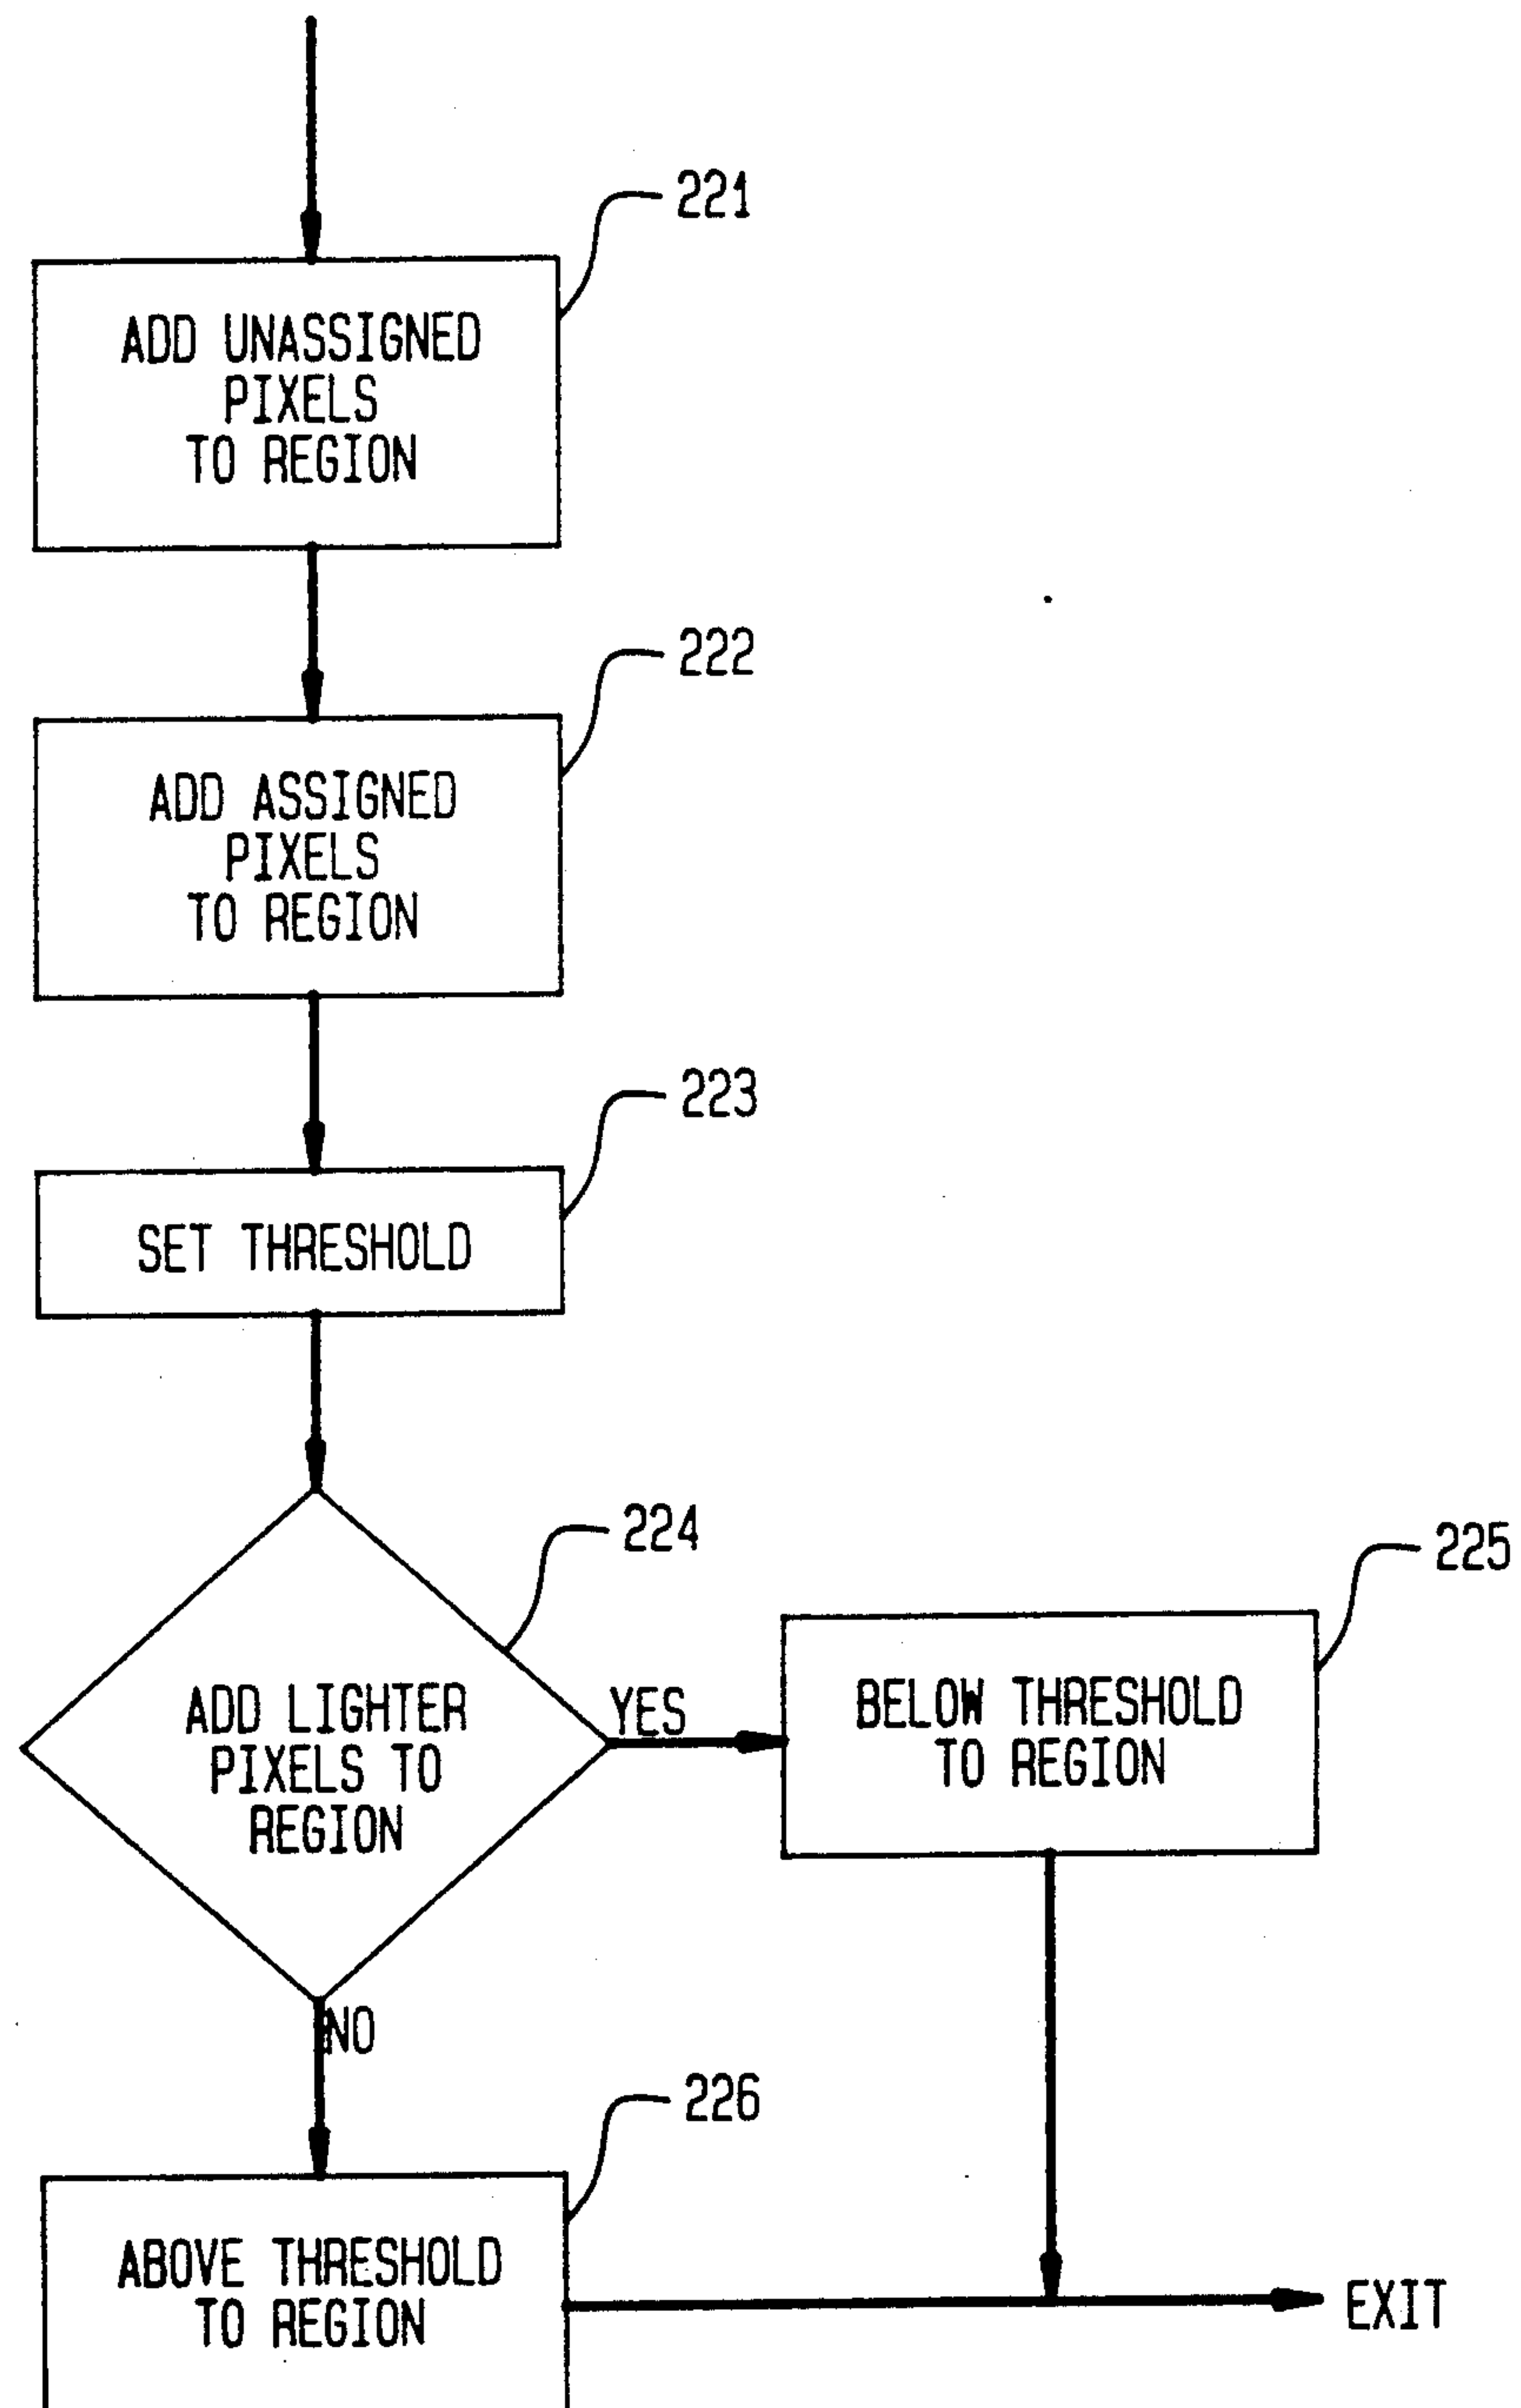 221
ADD UNASSIGNED
PIXELS
TO REGION
222
ADD ASSIGNED
PIXELS
TO REGION
223
SET THRESHOLD
224
ADD LIGHTER
PIXELS TO
REGION
YES
225
BELOW THRESHOLD
TO REGION
NO
226
ABOVE THRESHOLD
TO REGION
EXIT